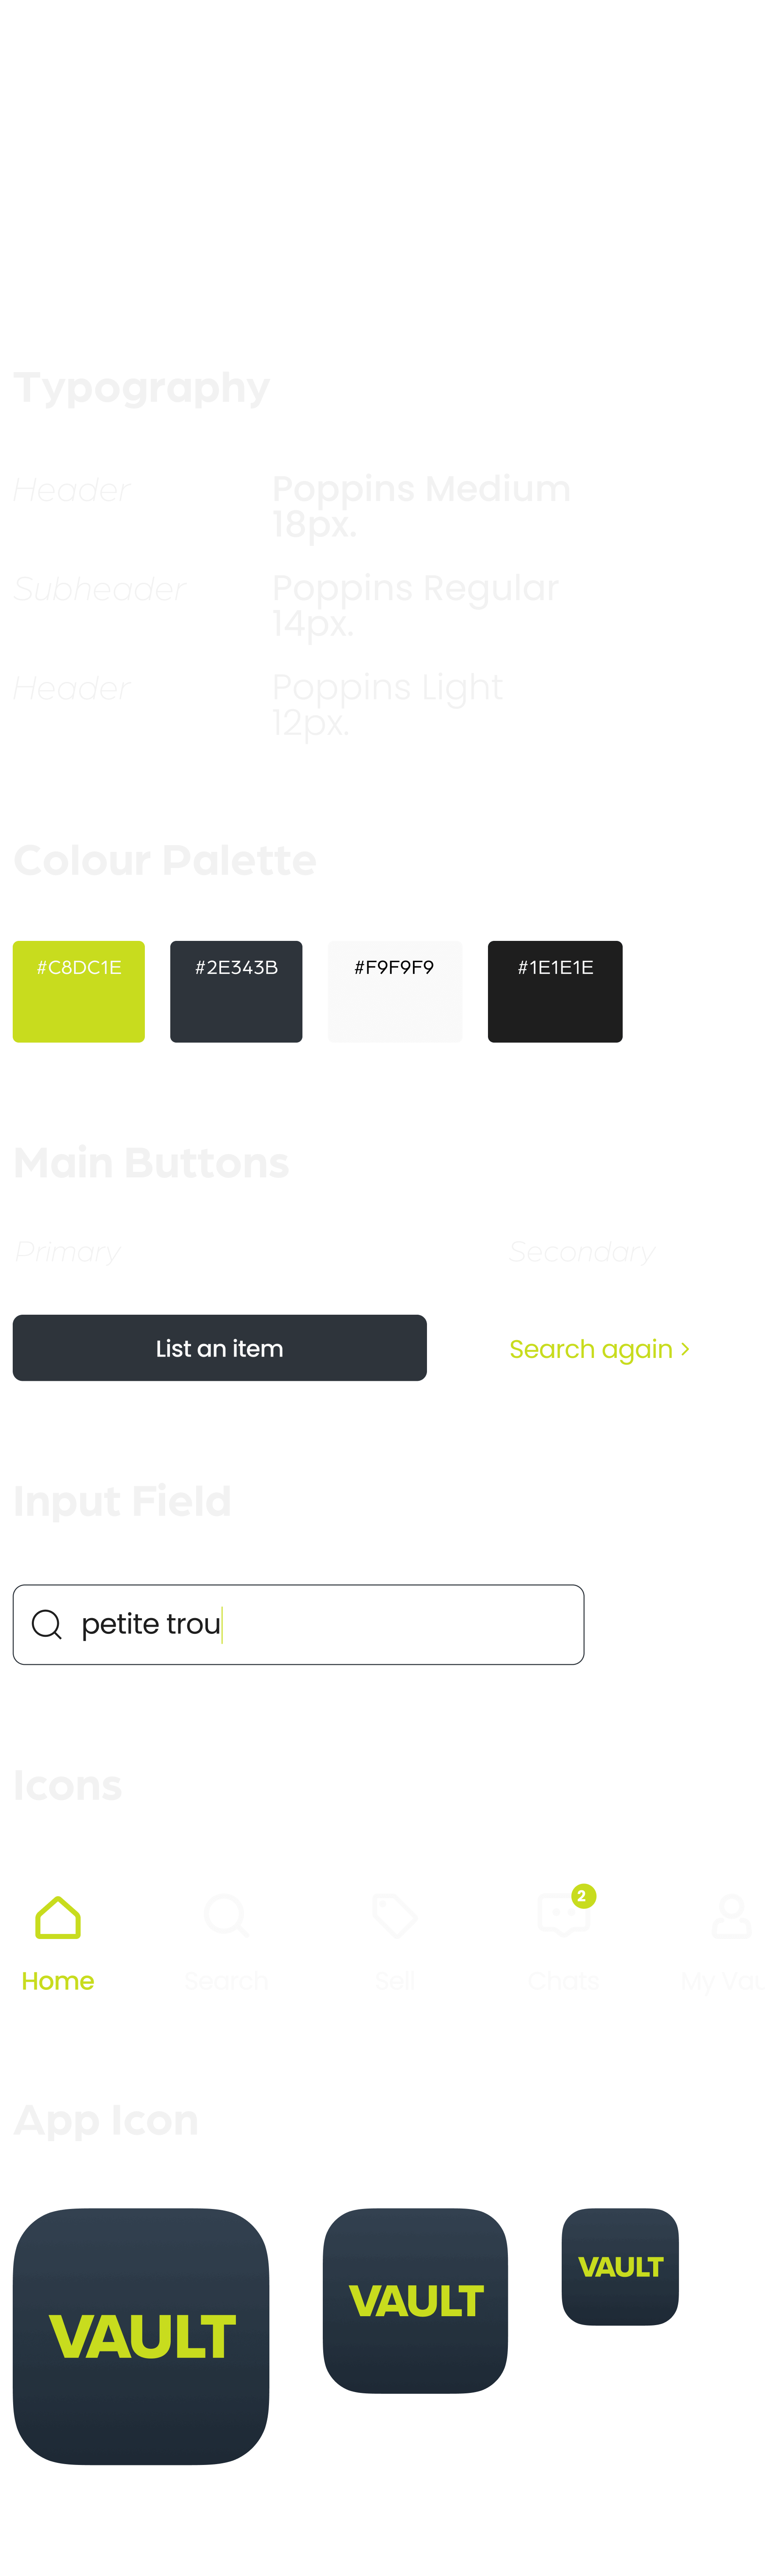 Typography
Header
Poppins Medium
18px.
Subheader
Poppins Regular
14px.
Header
Poppins Light
12px.
Colour Palette
#C8DC1E
#2E343B
#F9F9F9
#1E1E1E
Main Buttons
Primary
Secondary
List an item
Search again >
Input Field
petite trou
Icons
2
Home
Search
Sell
Chats
My Vau
App Icon
VAULT
VAULT
VAULT